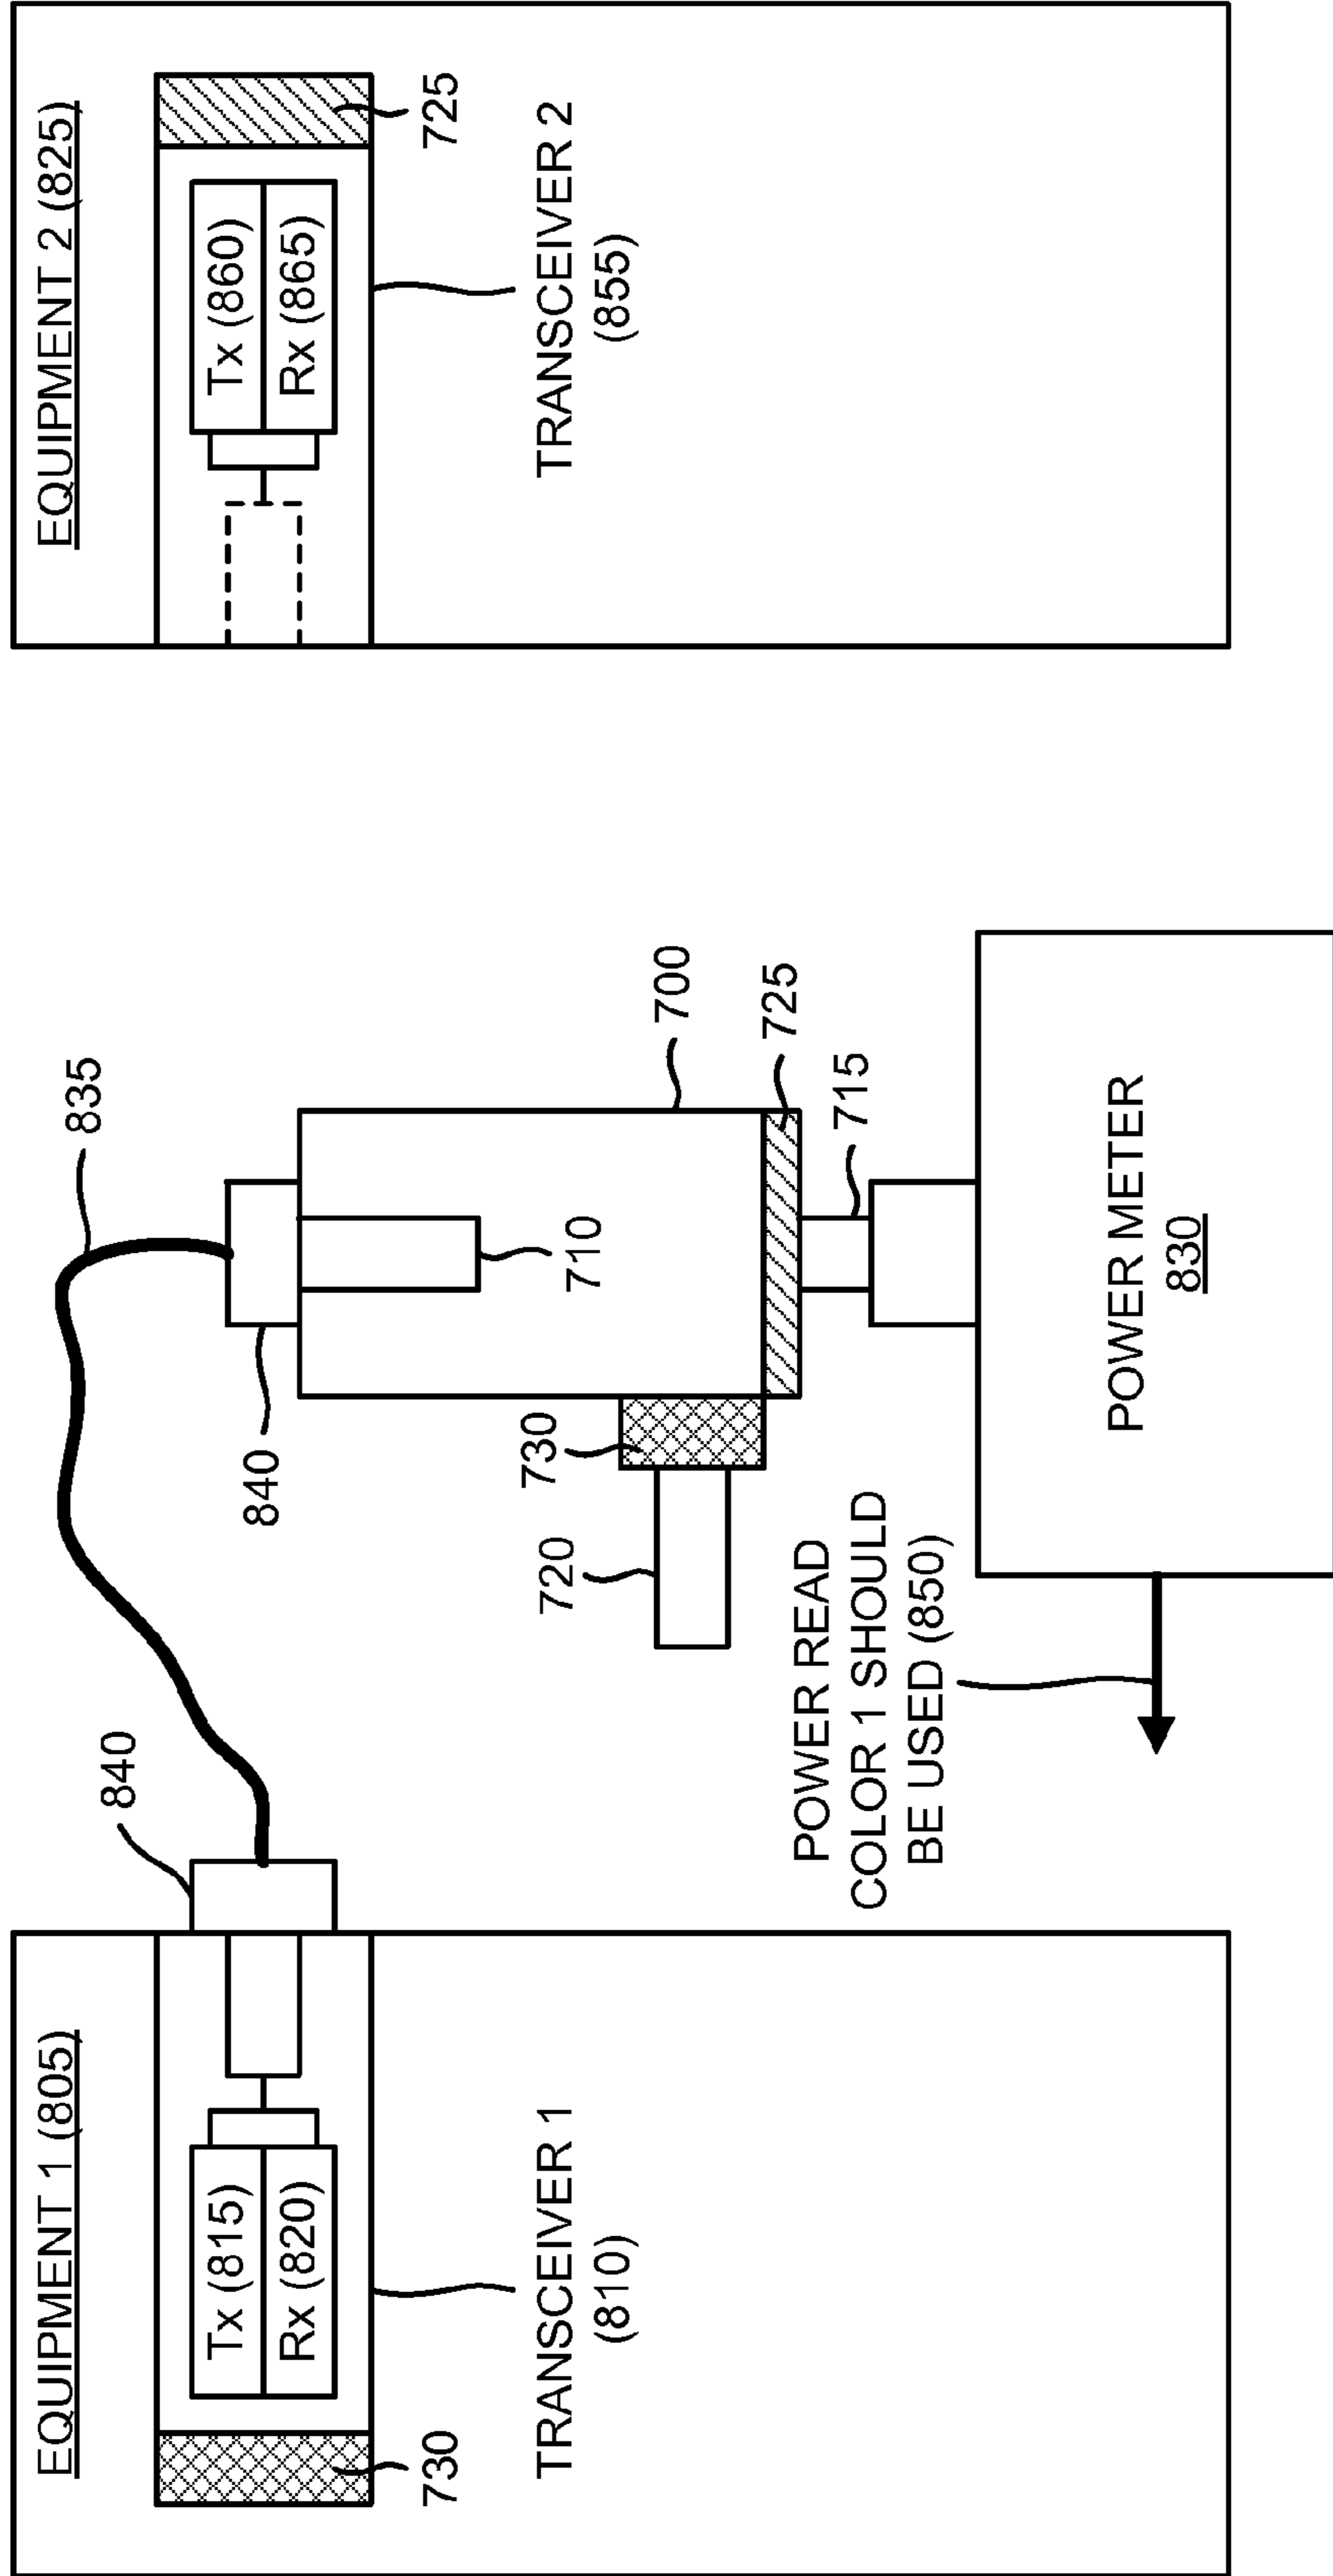 EQUIPMENT 1 (805)
Tx (815)
Rx (820)
730
TRANSCEIVER 1
(810)
840
835
840
710
700
730
725
720
715
POWER READ
COLOR 1 SHOULD
BE USED (850)
POWER METER
830
EQUIPMENT 2 (825)
Tx (860)
Rx (865)
725
TRANSCEIVER 2
(855)